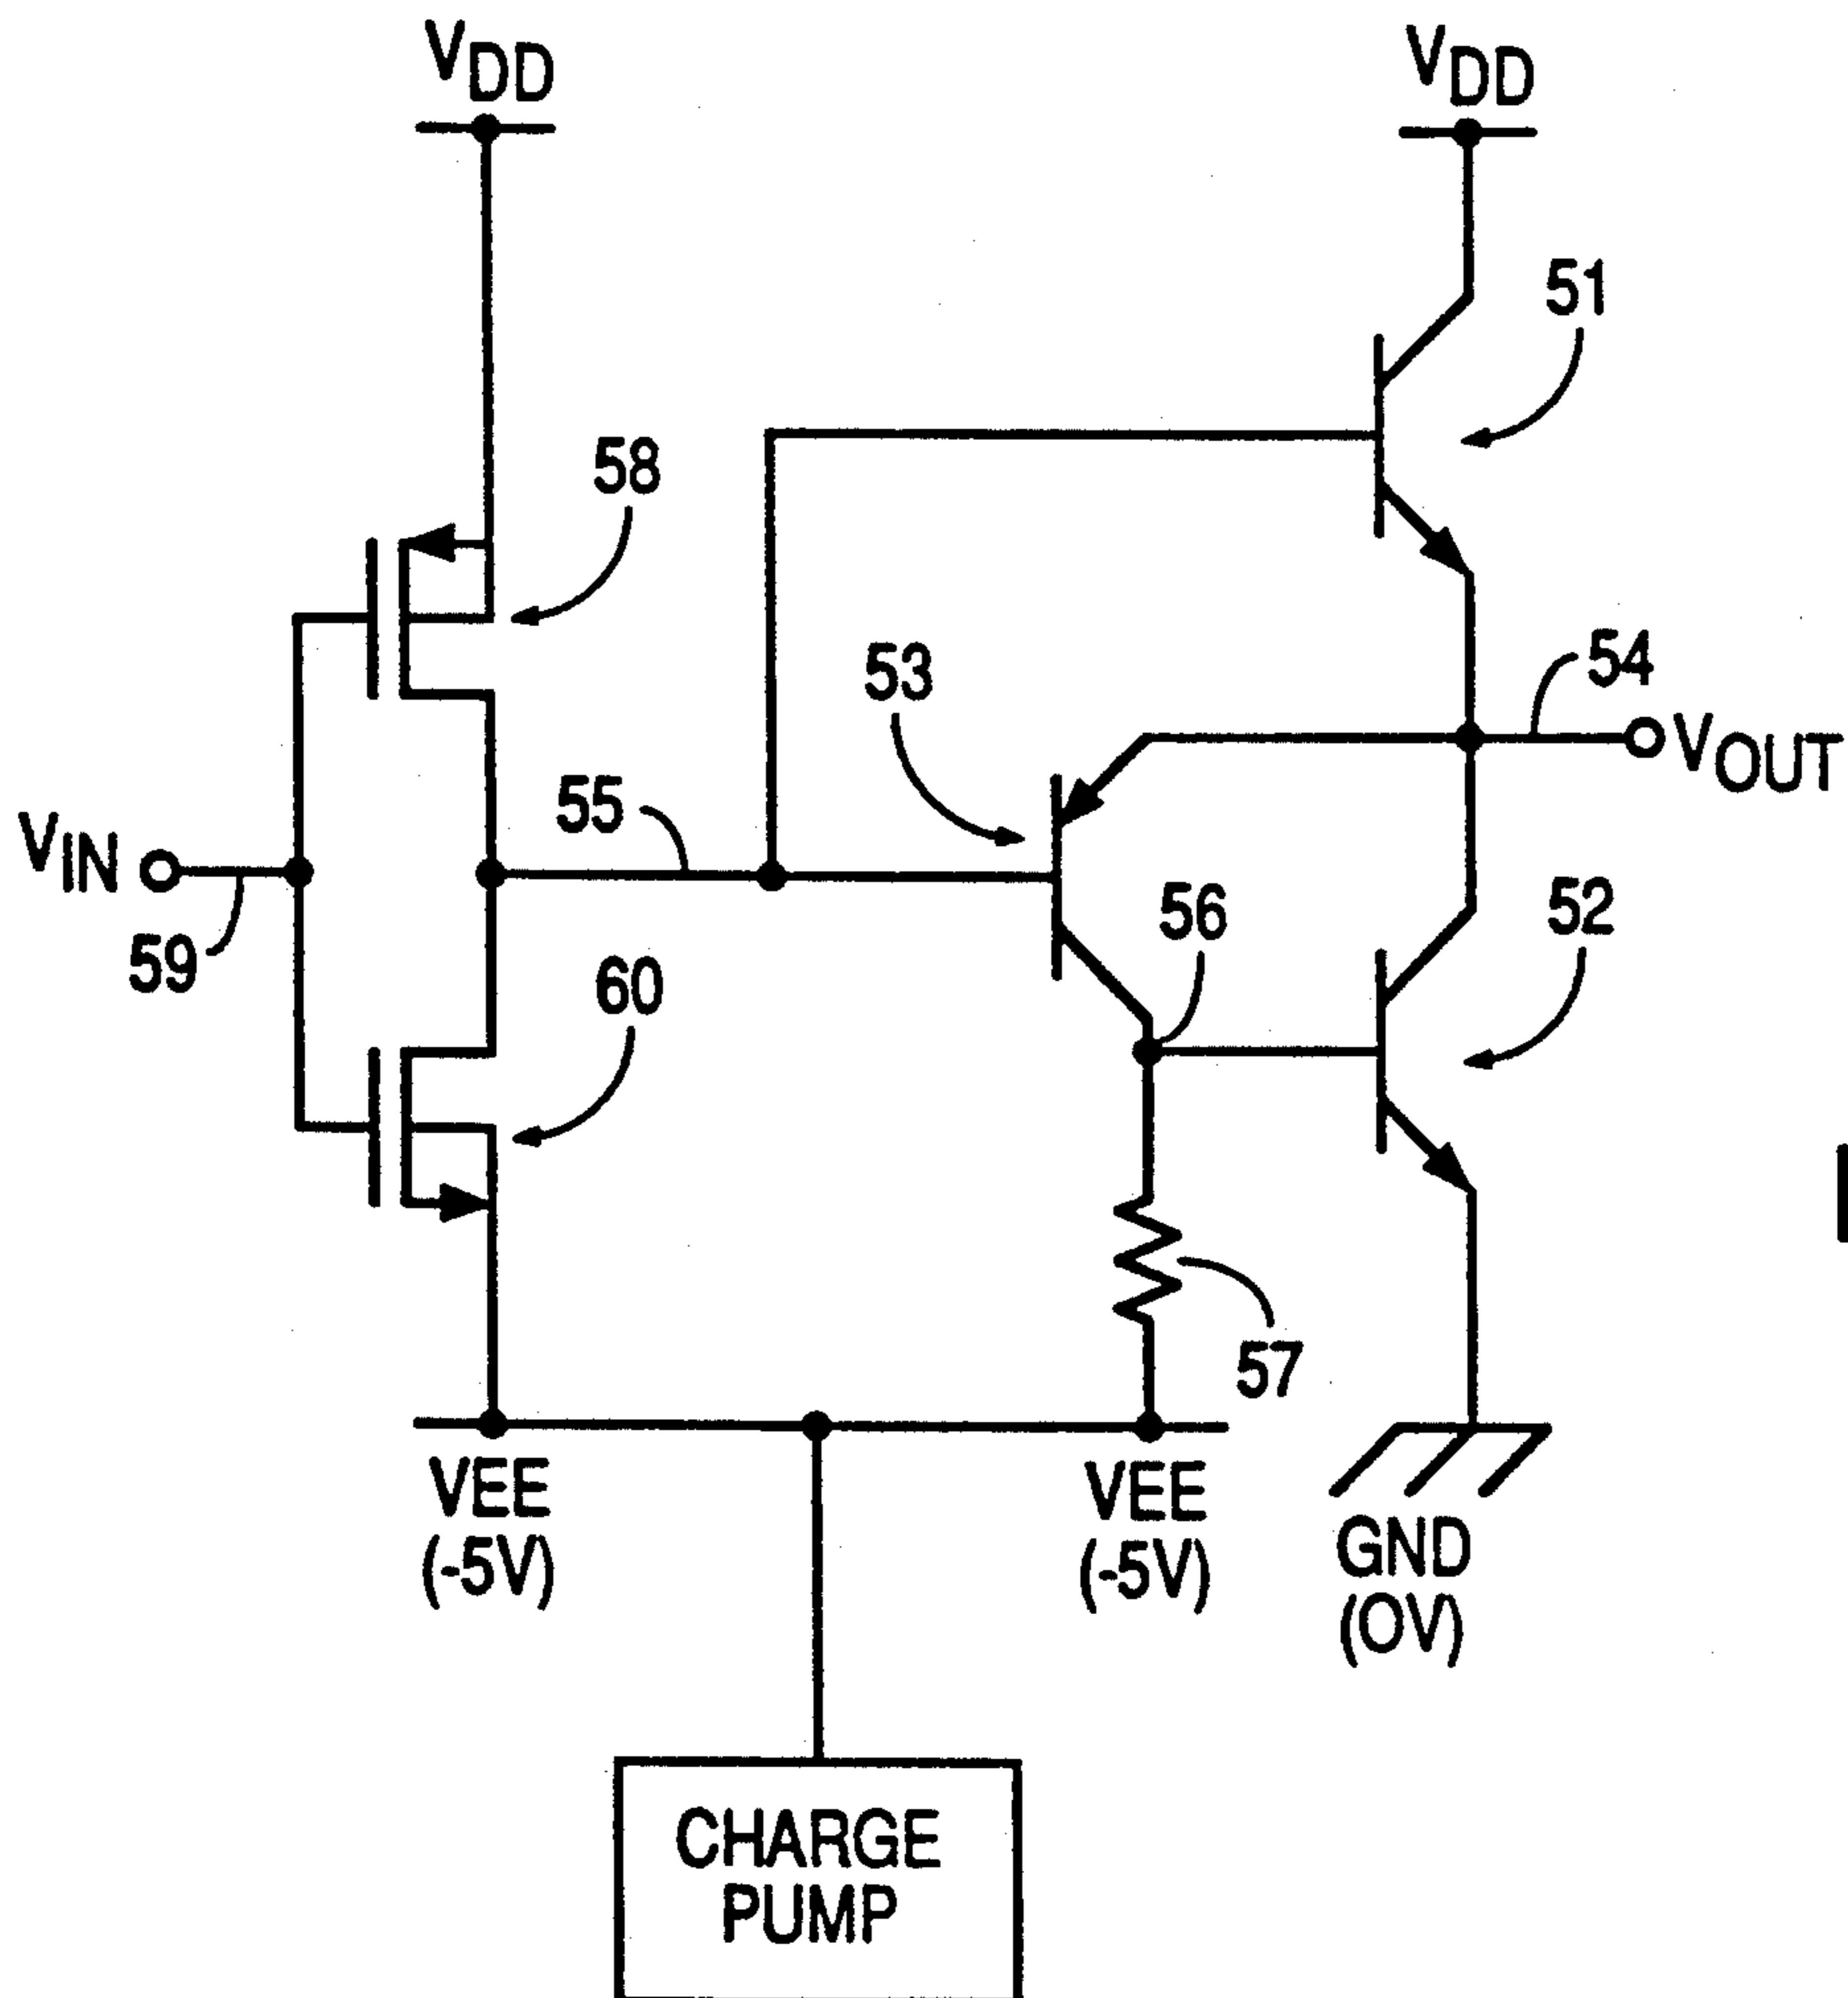 VDD
VDD
51
58
53
54
VOUT
55
VIN
56
52
59
60
57
VEE
(-5V)
VEE
(-5V)
GND
(0V)
CHARGE
PUMP